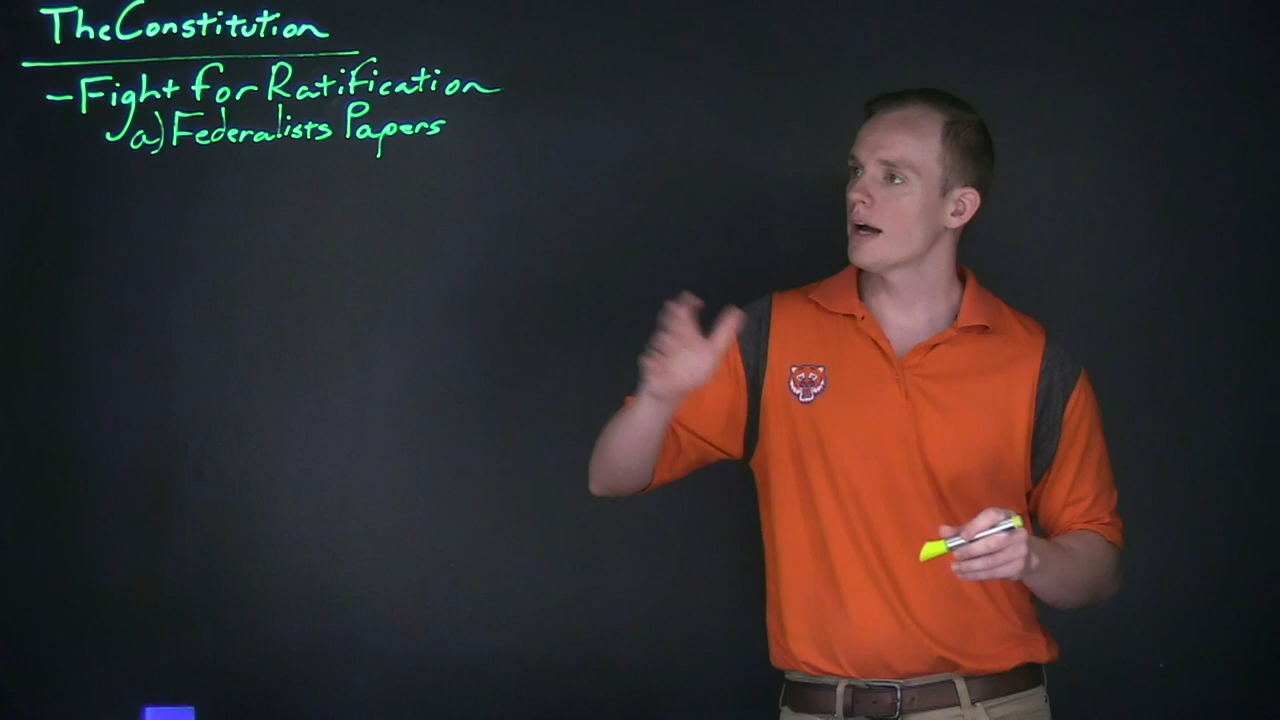 The Constitution
- Fight for Ratification
a) Federalists Papers